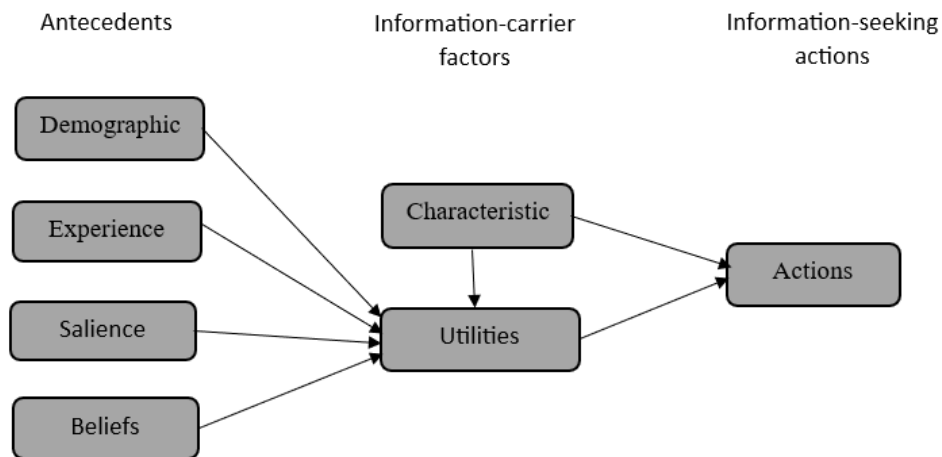 Antecedents
Information-carrier
factors
Information-seeking
actions
Demographic
Experience
Salience
Beliefs
Characteristic
Utilities
Actions